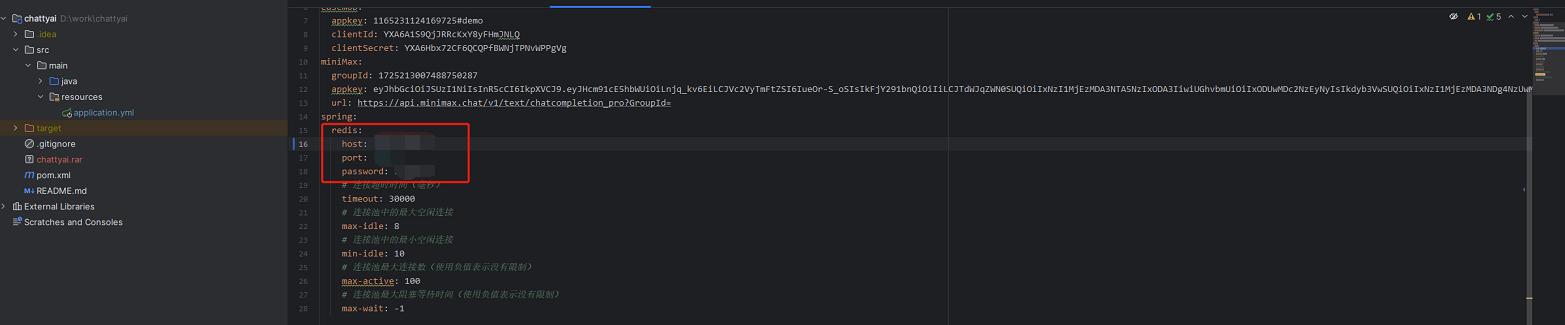 chattyai D:\work\chattyai
.idea
src
main
java
resources
application.yml
target
.gitignore
chattyai.rar
pom.xml
README.md
External Libraries
Scratches and Consoles
1 5
7 appkey: 1165231124169725#demo
8 clientId: YXA6A1S9QjJRRcKxY8yFHmJNLQ
9 clientSecret: YXA6Hbx72CF6QCQPfBWNjTPNvWPPgVg
10 miniMax:
11 groupId: 1725213007488750287
12 appkey:
13 url: https://api.minimax.chat/v1/text/chatcompletion_pro?GroupId=
14 spring:
15 redis:
16 host:
17 port:
18 password:
19 # 连接超时时间（毫秒）
20 timeout: 30000
21 # 连接池中的最大空闲连接
22 max-idle: 8
23 # 连接池中的最小空闲连接
24 min-idle: 10
25 # 连接池最大连接数（使用负值表示没有限制）
26 max-active: 100
27 # 连接池最大阻塞等待时间（使用负值表示没有限制）
28 max-wait: -1